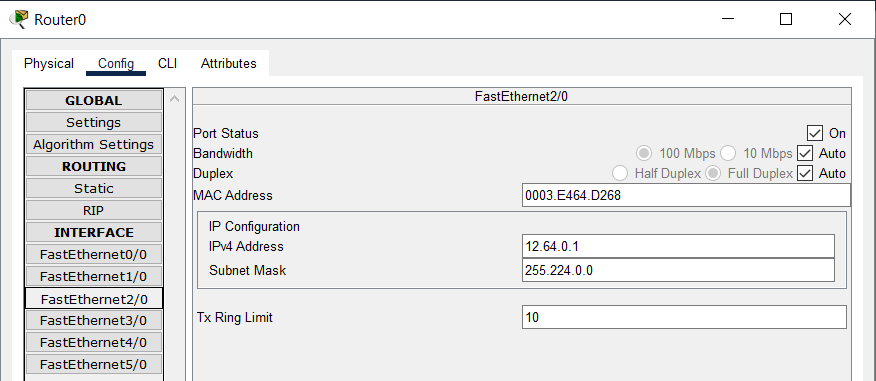 Router0
Physical Config CLI Attributes
GLOBAL
Settings
Algorithm Settings
ROUTING
Static
RIP
INTERFACE
FastEthernet0/0
FastEthernet1/0
FastEthernet2/0
FastEthernet3/0
FastEthernet4/0
FastEthernet5/0
FastEthernet2/0
Port Status On
Bandwidth 100 Mbps 10 Mbps Auto
Duplex Half Duplex Full Duplex Auto
MAC Address 0003.E464.D268
IP Configuration
IPv4 Address 12.64.0.1
Subnet Mask 255.224.0.0
Tx Ring Limit 10